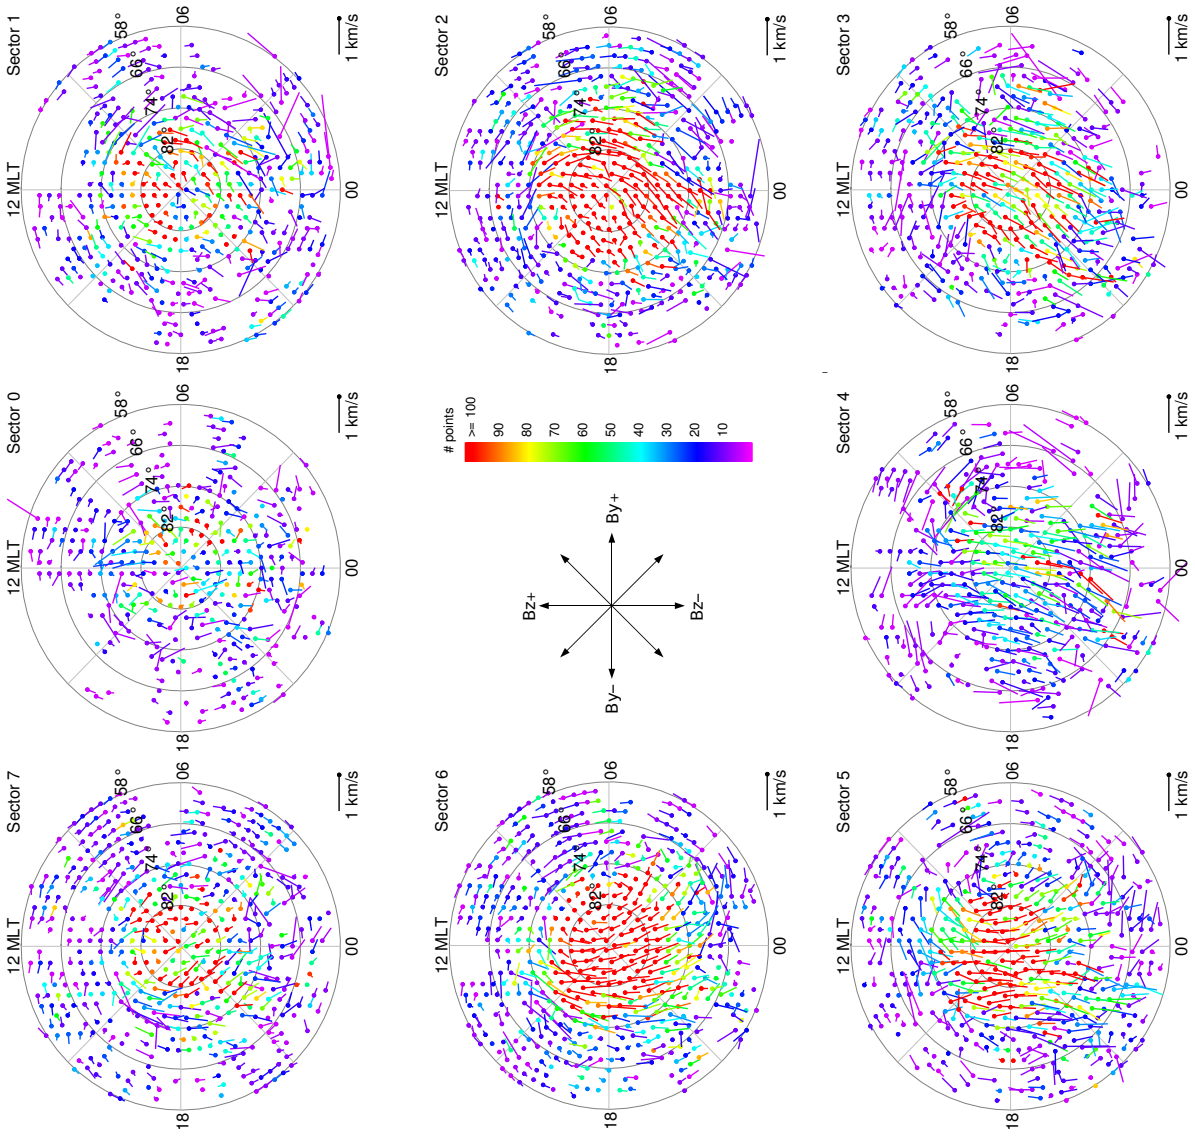 Sector 7
12 MLT
58°
66°
74°
82°
18
06
00
1 km/s
Sector 0
12 MLT
58°
66°
74°
82°
18
06
00
1 km/s
Sector 1
12 MLT
58°
66°
74°
82°
18
06
00
1 km/s
Sector 6
12 MLT
58°
66°
74°
82°
18
06
00
1 km/s
# points
>= 100
90
80
70
60
50
40
30
20
10
Bz+
By−
By+
Bz−
Sector 2
12 MLT
58°
66°
74°
82°
18
06
00
1 km/s
Sector 5
12 MLT
58°
66°
74°
82°
18
06
00
1 km/s
Sector 4
12 MLT
58°
66°
74°
82°
18
06
00
1 km/s
Sector 3
12 MLT
58°
66°
74°
82°
18
06
00
1 km/s